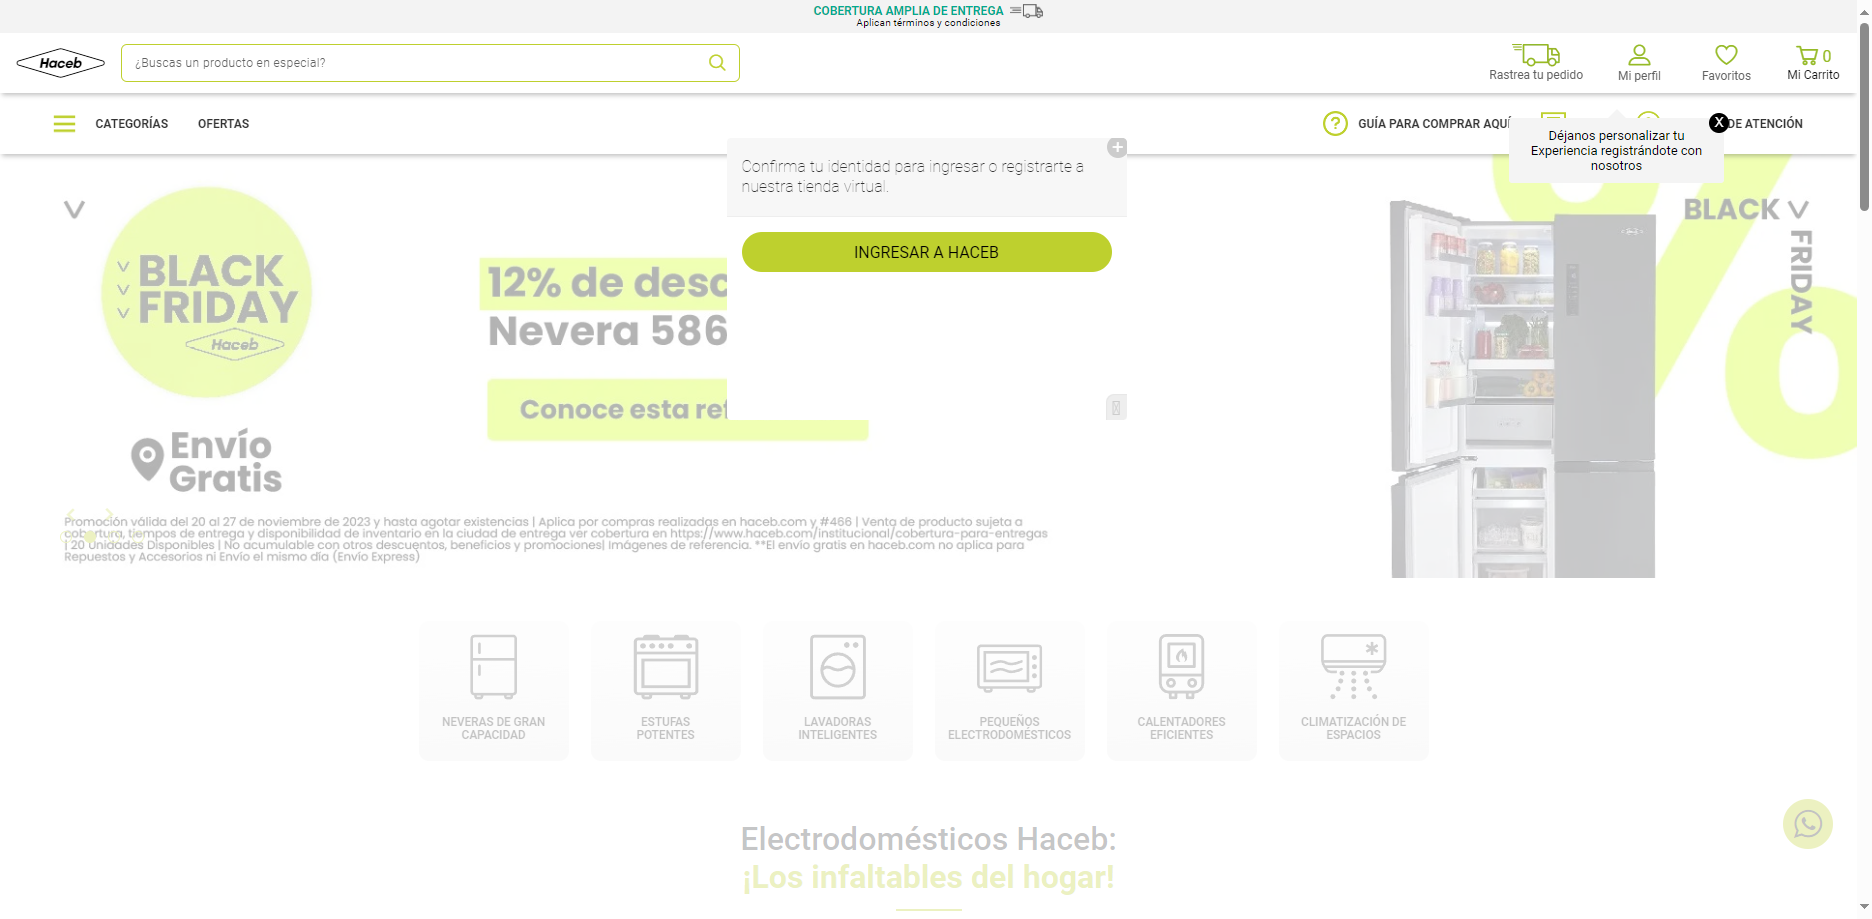 COBERTURA AMPLIA DE ENTREGA
Aplican términos y condiciones
Haceb
¿Buscas un producto en especial?
Rastrea tu pedido
Mi perfil
Favoritos
0
Mi Carrito
CATEGORÍAS
OFERTAS
GUÍA PARA COMPRAR AQUÍ
DE ATENCIÓN
X
Déjanos personalizar tu
Experiencia registrándote con
nosotros
Confirma tu identidad para ingresar o registrarte a
nuestra tienda virtual.
INGRESAR A HACEB
BLACK
FRIDAY
Haceb
Envío
Gratis
12% de desc
Nevera 586
Conoce esta ref
BLACK
FRIDAY
Promoción válida del 20 al 27 de noviembre de 2023 y hasta agotar existencias | Aplica por compras realizadas en haceb.com y #466 | Venta de producto sujeta a
cobertura, tiempos de entrega y disponibilidad de inventario en la ciudad de entrega ver cobertura en https://www.haceb.com/institucional/cobertura-para-entregas
| 20 Unidades Disponibles | No acumulable con otros descuentos, beneficios y promociones| Imágenes de referencia. **El envío gratis en haceb.com no aplica para
Repuestos y Accesorios ni Envío el mismo día (Envío Express)
NEVERAS DE GRAN
CAPACIDAD
ESTUFAS
POTENTES
LAVADORAS
INTELIGENTES
PEQUEÑOS
ELECTRODOMÉSTICOS
CALENTADORES
EFICIENTES
CLIMATIZACIÓN DE
ESPACIOS
Electrodomésticos Haceb:
¡Los infaltables del hogar!